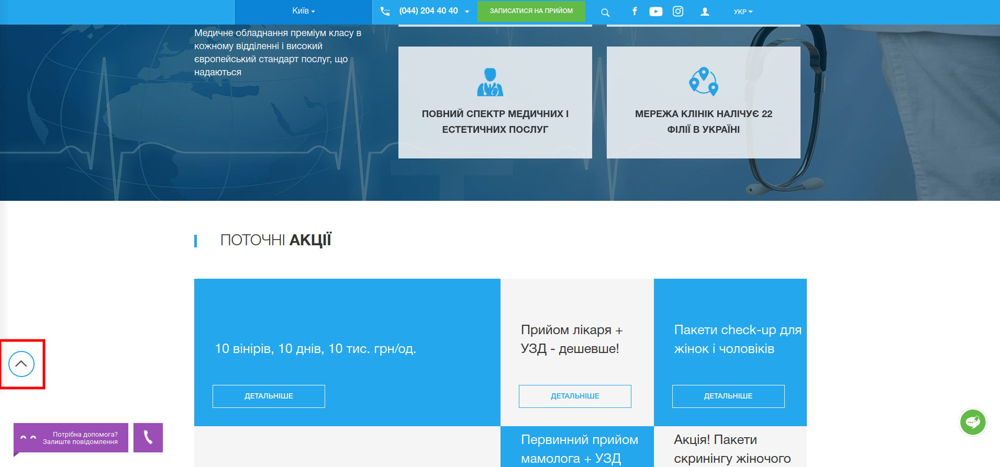 Київ
(044) 204 40 40
ЗАПИСАТИСЯ НА ПРИЙОМ
УКР
Медичне обладнання преміум класу в
кожному відділенні і високий
європейський стандарт послуг, що
надаються
ПОВНИЙ СПЕКТР МЕДИЧНИХ І
ЕСТЕТИЧНИХ ПОСЛУГ
МЕРЕЖА КЛІНІК НАЛІЧУЄ 22
ФІЛІЇ В УКРАЇНІ
ПОТОЧНІ АКЦІЇ
10 вінірів, 10 днів, 10 тис. грн/од.
ДЕТАЛЬНІШЕ
Прийом лікаря +
УЗД - дешевше!
ДЕТАЛЬНІШЕ
Пакети check-up для
жінок і чоловіків
ДЕТАЛЬНІШЕ
Первинний прийом
мамолога + УЗД
Акція! Пакети
скринінгу жіночого
Потрібна допомога?
Залиште повідомлення